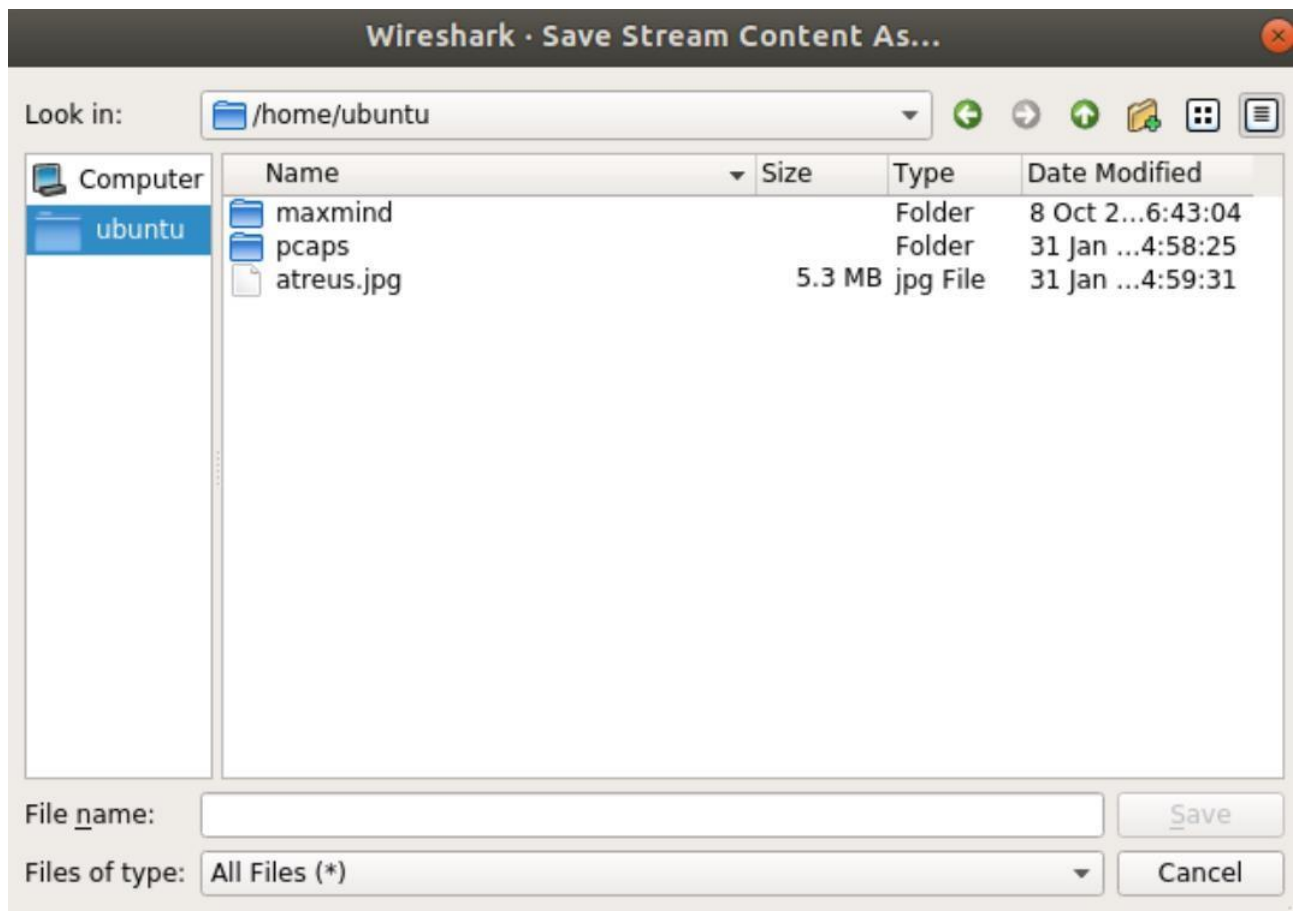 Wireshark · Save Stream Content As...
Look in: /home/ubuntu
Computer
ubuntu
Name Size Type Date Modified
maxmind Folder 8 Oct 2...6:43:04
pcaps Folder 31 Jan ...4:58:25
atreus.jpg 5.3 MB jpg File 31 Jan ...4:59:31
File name: Save
Files of type: All Files (*) Cancel